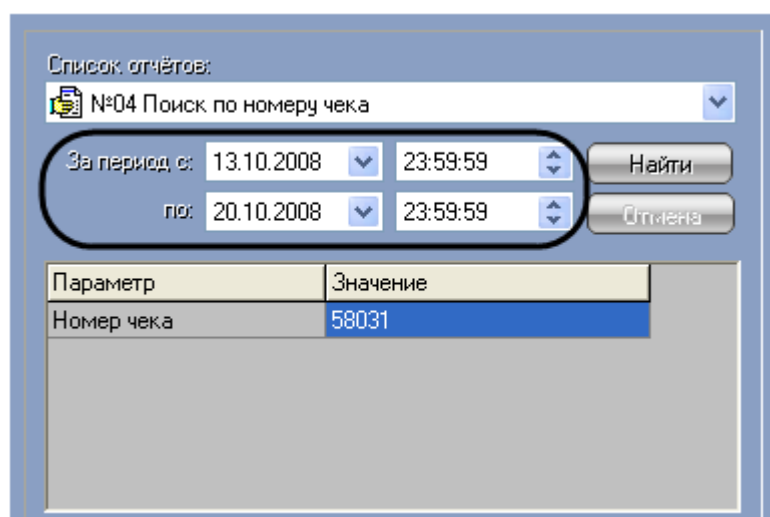 Список отчётов:
№04 Поиск по номеру чека
За период с: 13.10.2008 23:59:59 Найти
по: 20.10.2008 23:59:59 Отмена
Параметр Значение
Номер чека 58031